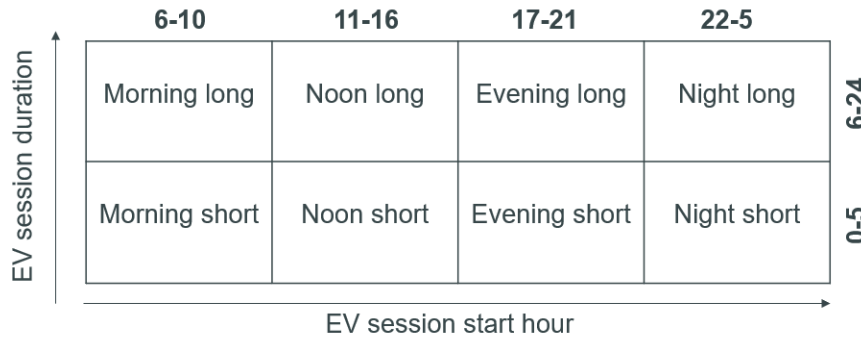 6-10 11-16 17-21 22-5
EV session duration
Morning long Noon long Evening long Night long
6-24
Morning short Noon short Evening short Night short
0-5
EV session start hour